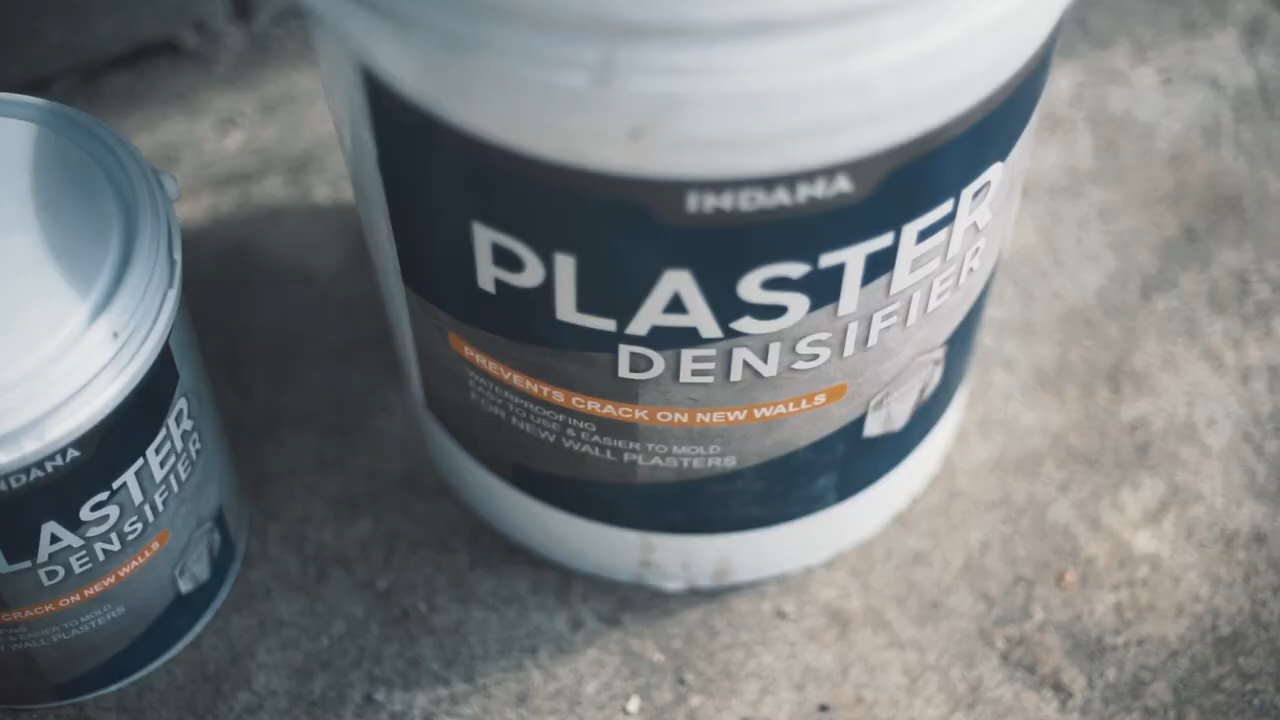 INDANA
PLASTER
DENSIFIER
PREVENTS CRACK ON NEW WALLS
WATERPROOFING
EASY TO USE & EASIER TO MOLD
FOR NEW WALL PLASTERS
NDANA
LASTER
DENSIFIER
CRACK ON NEW WALLS
& EASIER TO MOLD
WALL PLASTERS